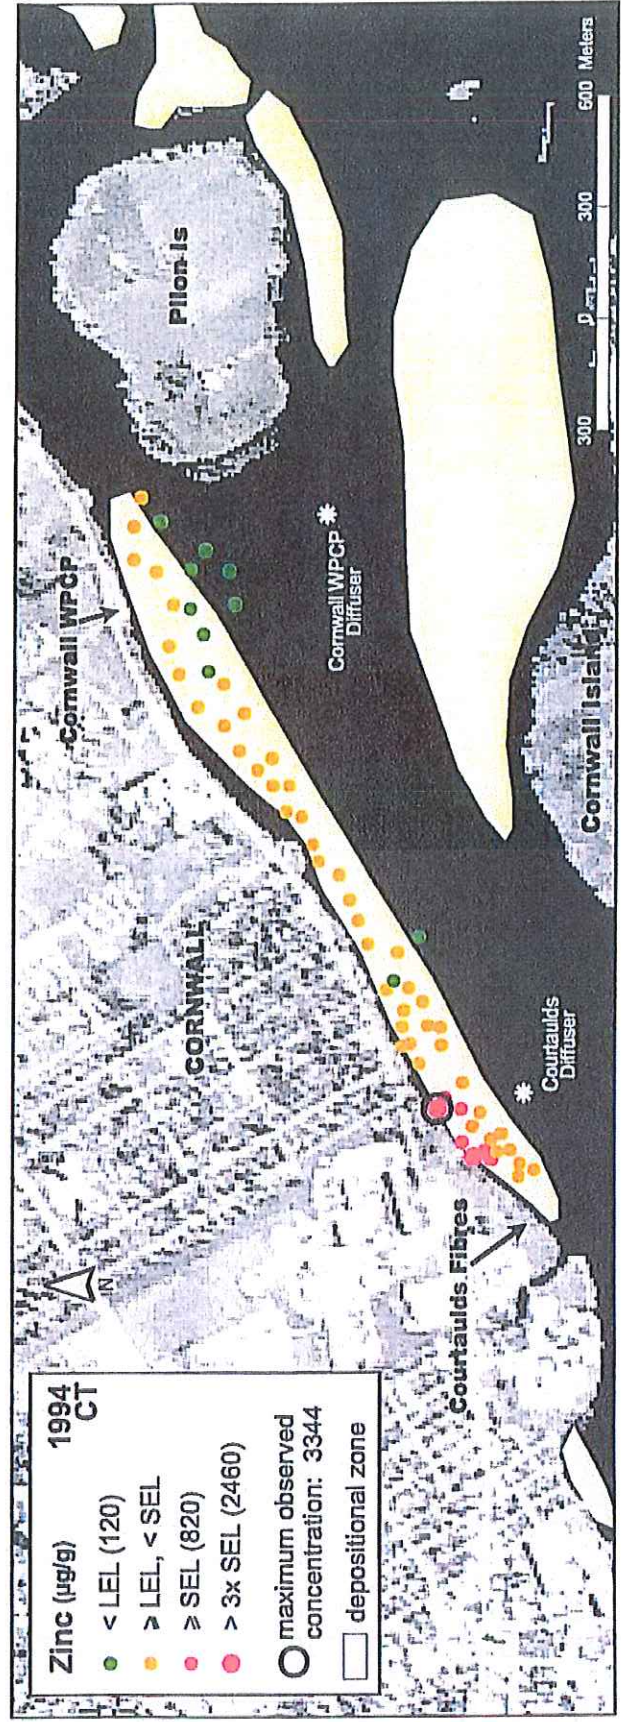 Zinc (µg/g)
1994
CT
< LEL (120)
⩾ LEL, < SEL
⩾ SEL (820)
> 3x SEL (2460)
maximum observed
concentration: 3344
depositional zone
N
Courtaulds Fibres
CORNWALL
Cornwall WPCP
Pilon Is
Courtaulds
Diffuser
Cornwall WPCP
Diffuser
Cornwall Island
300
0
300
600 Meters